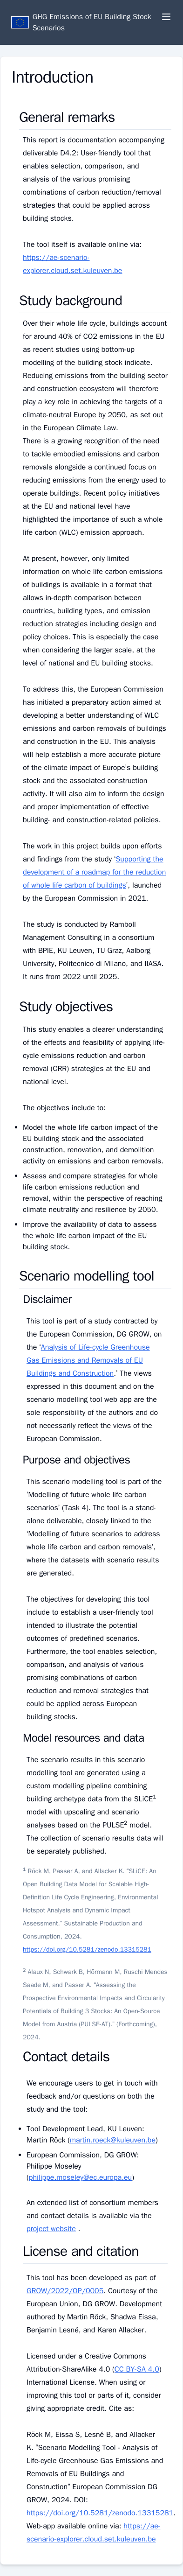 GHG Emissions of EU Building Stock
Scenarios
Introduction
General remarks
This report is documentation accompanying
deliverable D4.2: User-friendly tool that
enables selection, comparison, and
analysis of the various promising
combinations of carbon reduction/removal
strategies that could be applied across
building stocks.
The tool itself is available online via:
https://ae-scenario-
explorer.cloud.set.kuleuven.be
Study background
Over their whole life cycle, buildings account
for around 40% of CO2 emissions in the EU
as recent studies using bottom-up
modelling of the building stock indicate.
Reducing emissions from the building sector
and construction ecosystem will therefore
play a key role in achieving the targets of a
climate-neutral Europe by 2050, as set out
in the European Climate Law.
There is a growing recognition of the need
to tackle embodied emissions and carbon
removals alongside a continued focus on
reducing emissions from the energy used to
operate buildings. Recent policy initiatives
at the EU and national level have
highlighted the importance of such a whole
life carbon (WLC) emission approach.
At present, however, only limited
information on whole life carbon emissions
of buildings is available in a format that
allows in-depth comparison between
countries, building types, and emission
reduction strategies including design and
policy choices. This is especially the case
when considering the larger scale, at the
level of national and EU building stocks.
To address this, the European Commission
has initiated a preparatory action aimed at
developing a better understanding of WLC
emissions and carbon removals of buildings
and construction in the EU. This analysis
will help establish a more accurate picture
of the climate impact of Europe's building
stock and the associated construction
activity. It will also aim to inform the design
and proper implementation of effective
building- and construction-related policies.
The work in this project builds upon efforts
and findings from the study 'Supporting the
development of a roadmap for the reduction
of whole life carbon of buildings', launched
by the European Commission in 2021.
The study is conducted by Ramboll
Management Consulting in a consortium
with BPIE, KU Leuven, TU Graz, Aalborg
University, Politecnico di Milano, and IIASA.
It runs from 2022 until 2025.
Study objectives
This study enables a clearer understanding
of the effects and feasibility of applying life-
cycle emissions reduction and carbon
removal (CRR) strategies at the EU and
national level.
The objectives include to:
Model the whole life carbon impact of the
EU building stock and the associated
construction, renovation, and demolition
activity on emissions and carbon removals.
Assess and compare strategies for whole
life carbon emissions reduction and
removal, within the perspective of reaching
climate neutrality and resilience by 2050.
Improve the availability of data to assess
the whole life carbon impact of the EU
building stock.
Scenario modelling tool
Disclaimer
This tool is part of a study contracted by
the European Commission, DG GROW, on
the 'Analysis of Life-cycle Greenhouse
Gas Emissions and Removals of EU
Buildings and Construction.' The views
expressed in this document and on the
scenario modelling tool web app are the
sole responsibility of the authors and do
not necessarily reflect the views of the
European Commission.
Purpose and objectives
This scenario modelling tool is part of the
'Modelling of future whole life carbon
scenarios' (Task 4). The tool is a stand-
alone deliverable, closely linked to the
'Modelling of future scenarios to address
whole life carbon and carbon removals',
where the datasets with scenario results
are generated.
The objectives for developing this tool
include to establish a user-friendly tool
intended to illustrate the potential
outcomes of predefined scenarios.
Furthermore, the tool enables selection,
comparison, and analysis of various
promising combinations of carbon
reduction and removal strategies that
could be applied across European
building stocks.
Model resources and data
The scenario results in this scenario
modelling tool are generated using a
custom modelling pipeline combining
building archetype data from the SLiCE1
model with upscaling and scenario
analyses based on the PULSE2 model.
The collection of scenario results data will
be separately published.
1 Röck M, Passer A, and Allacker K. "SLiCE: An
Open Building Data Model for Scalable High-
Definition Life Cycle Engineering, Environmental
Hotspot Analysis and Dynamic Impact
Assessment." Sustainable Production and
Consumption, 2024.
https://doi.org/10.5281/zenodo.13315281
2 Alaux N, Schwark B, Hörmann M, Ruschi Mendes
Saade M, and Passer A. "Assessing the
Prospective Environmental Impacts and Circularity
Potentials of Building 3 Stocks: An Open-Source
Model from Austria (PULSE-AT)." (Forthcoming),
2024.
Contact details
We encourage users to get in touch with
feedback and/or questions on both the
study and the tool:
Tool Development Lead, KU Leuven:
Martin Röck (martin.roeck@kuleuven.be)
European Commission, DG GROW:
Philippe Moseley
(philippe.moseley@ec.europa.eu)
An extended list of consortium members
and contact details is available via the
project website .
License and citation
This tool has been developed as part of
GROW/2022/OP/0005. Courtesy of the
European Union, DG GROW. Development
authored by Martin Röck, Shadwa Eissa,
Benjamin Lesné, and Karen Allacker.
Licensed under a Creative Commons
Attribution-ShareAlike 4.0 (CC BY-SA 4.0)
International License. When using or
improving this tool or parts of it, consider
giving appropriate credit. Cite as:
Röck M, Eissa S, Lesné B, and Allacker
K. "Scenario Modelling Tool - Analysis of
Life-cycle Greenhouse Gas Emissions and
Removals of EU Buildings and
Construction" European Commission DG
GROW, 2024. DOI:
https://doi.org/10.5281/zenodo.13315281.
Web-app available online via: https://ae-
scenario-explorer.cloud.set.kuleuven.be